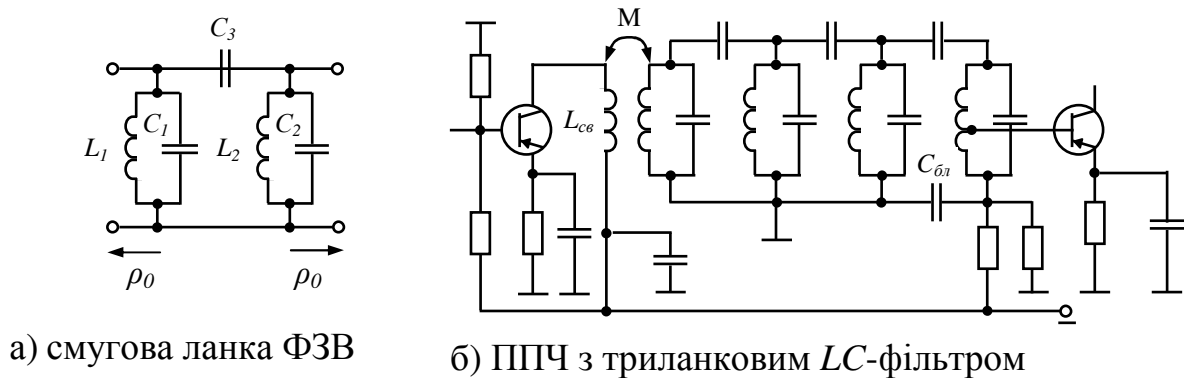 C3
C1
C2
L1
L2
ρ0
ρ0
а) смугова ланка ФЗВ
M
Lсв
Cбл
б) ППЧ з триланковим LC-фільтром